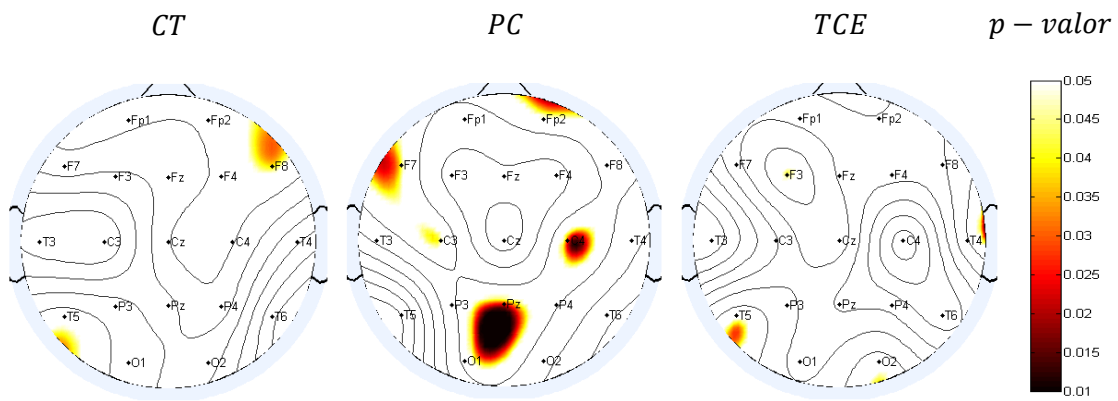 CT PC TCE p − valor
Fp1 Fp2 Fp1 Fp2 Fp1 Fp2
F7 F3 Fz F4 F8 F7 F3 Fz F4 F8 F7 F3 Fz F4 F8
T3 C3 Cz C4 T4 T3 C3 Cz C4 T4 T3 C3 Cz C4 T4
T5 P3 Pz P4 T6 T5 P3 Pz P4 T6 T5 P3 Pz P4 T6
O1 O2 O1 O2 O1 O2
0.05
0.045
0.04
0.035
0.03
0.025
0.02
0.015
0.01